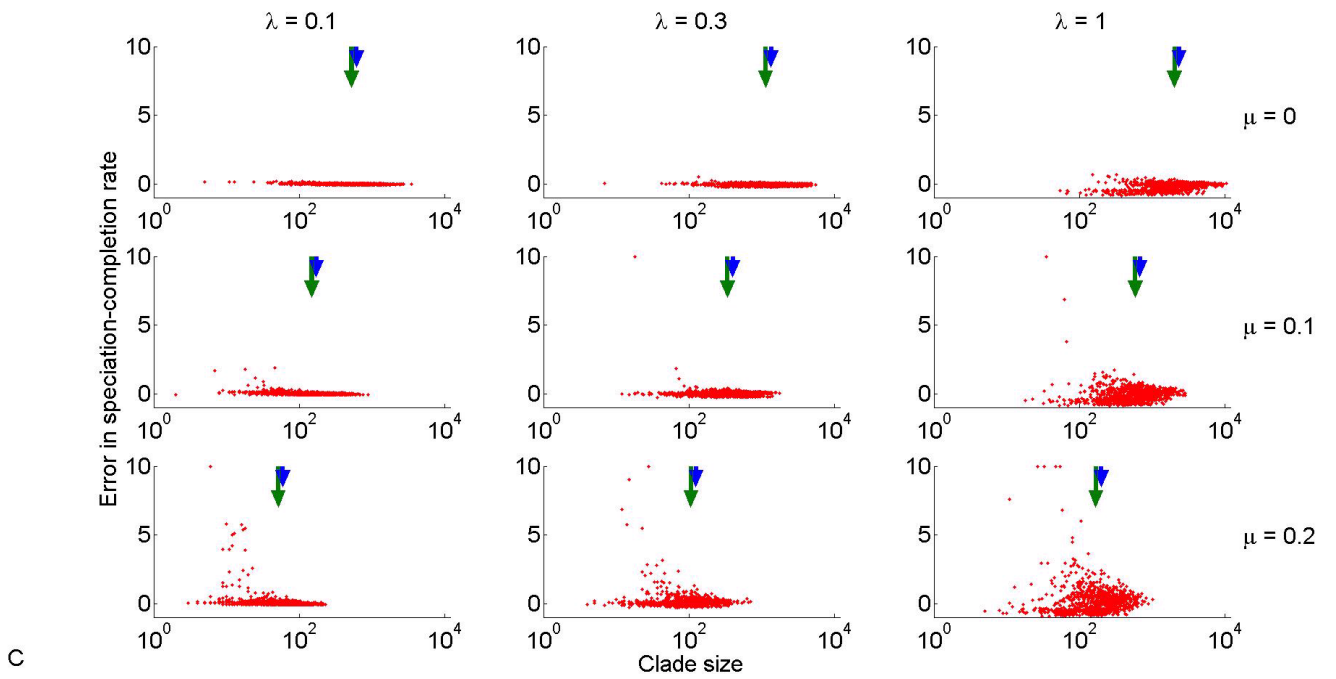 λ = 0.1 λ = 0.3 λ = 1
Error in speciation-completion rate
10 10 10
5 5 5
0 0 0
10^0 10^2 10^4 10^0 10^2 10^4 10^0 10^2 10^4
μ = 0
10 10 10
5 5 5
0 0 0
10^0 10^2 10^4 10^0 10^2 10^4 10^0 10^2 10^4
μ = 0.1
10 10 10
5 5 5
0 0 0
10^0 10^2 10^4 10^0 10^2 10^4 10^0 10^2 10^4
μ = 0.2
Clade size
C